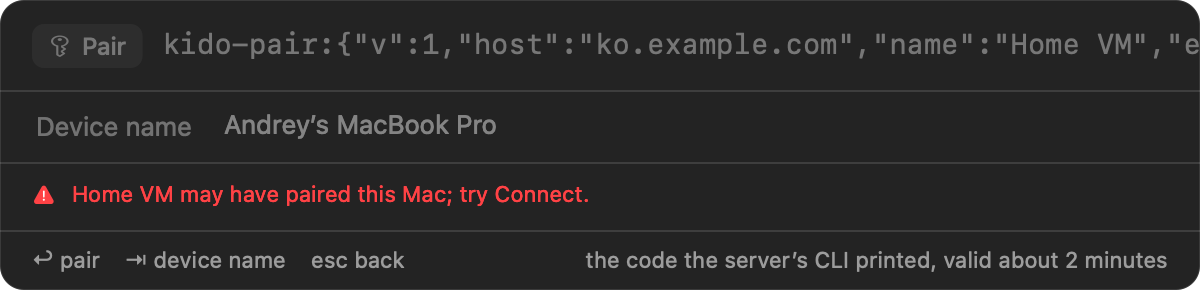 Pair kido-pair:{"v":1,"host":"ko.example.com","name":"Home VM","e
Device name Andrey’s MacBook Pro
Home VM may have paired this Mac; try Connect.
↩ pair ⇥ device name esc back the code the server’s CLI printed, valid about 2 minutes